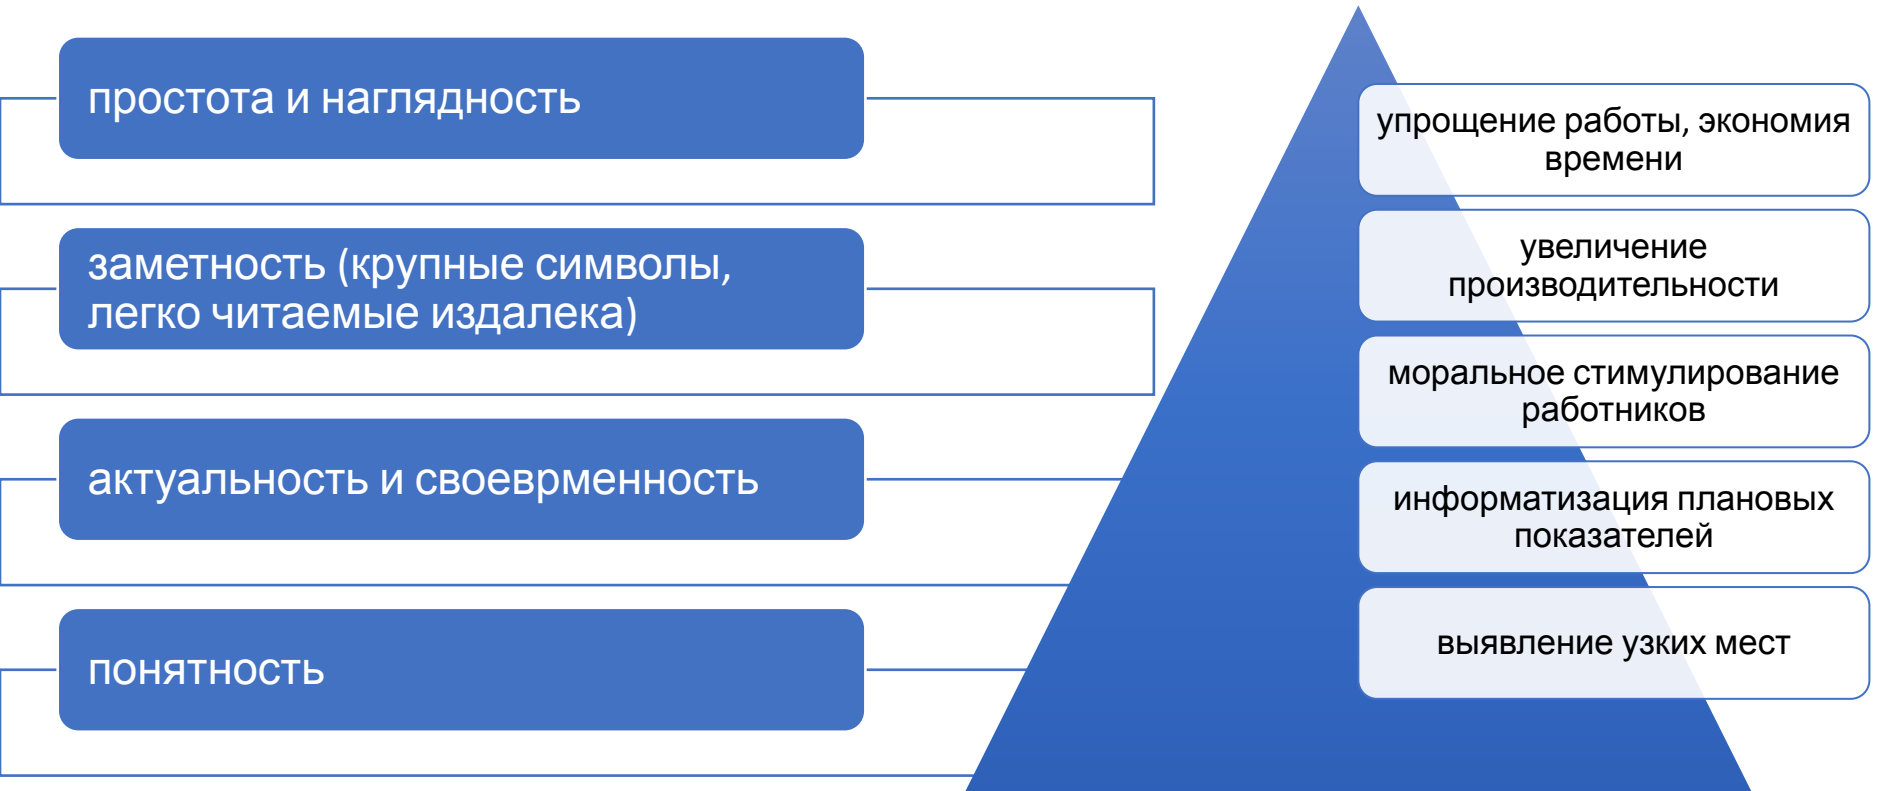 простота и наглядность
заметность (крупные символы,
легко читаемые издалека)
актуальность и своеврменность
понятность
упрощение работы, экономия
времени
увеличение
производительности
моральное стимулирование
работников
информатизация плановых
показателей
выявление узких мест